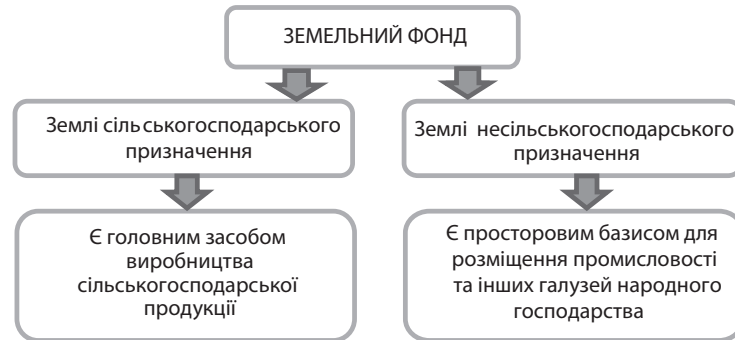 ЗЕМЕЛЬНИЙ ФОНД
Землі сільськогосподарського
призначення
Землі несільськогосподарського
призначення
Є головним засобом
виробництва
сільськогосподарської
продукції
Є просторовим базисом для
розміщення промисловості
та інших галузей народного
господарства